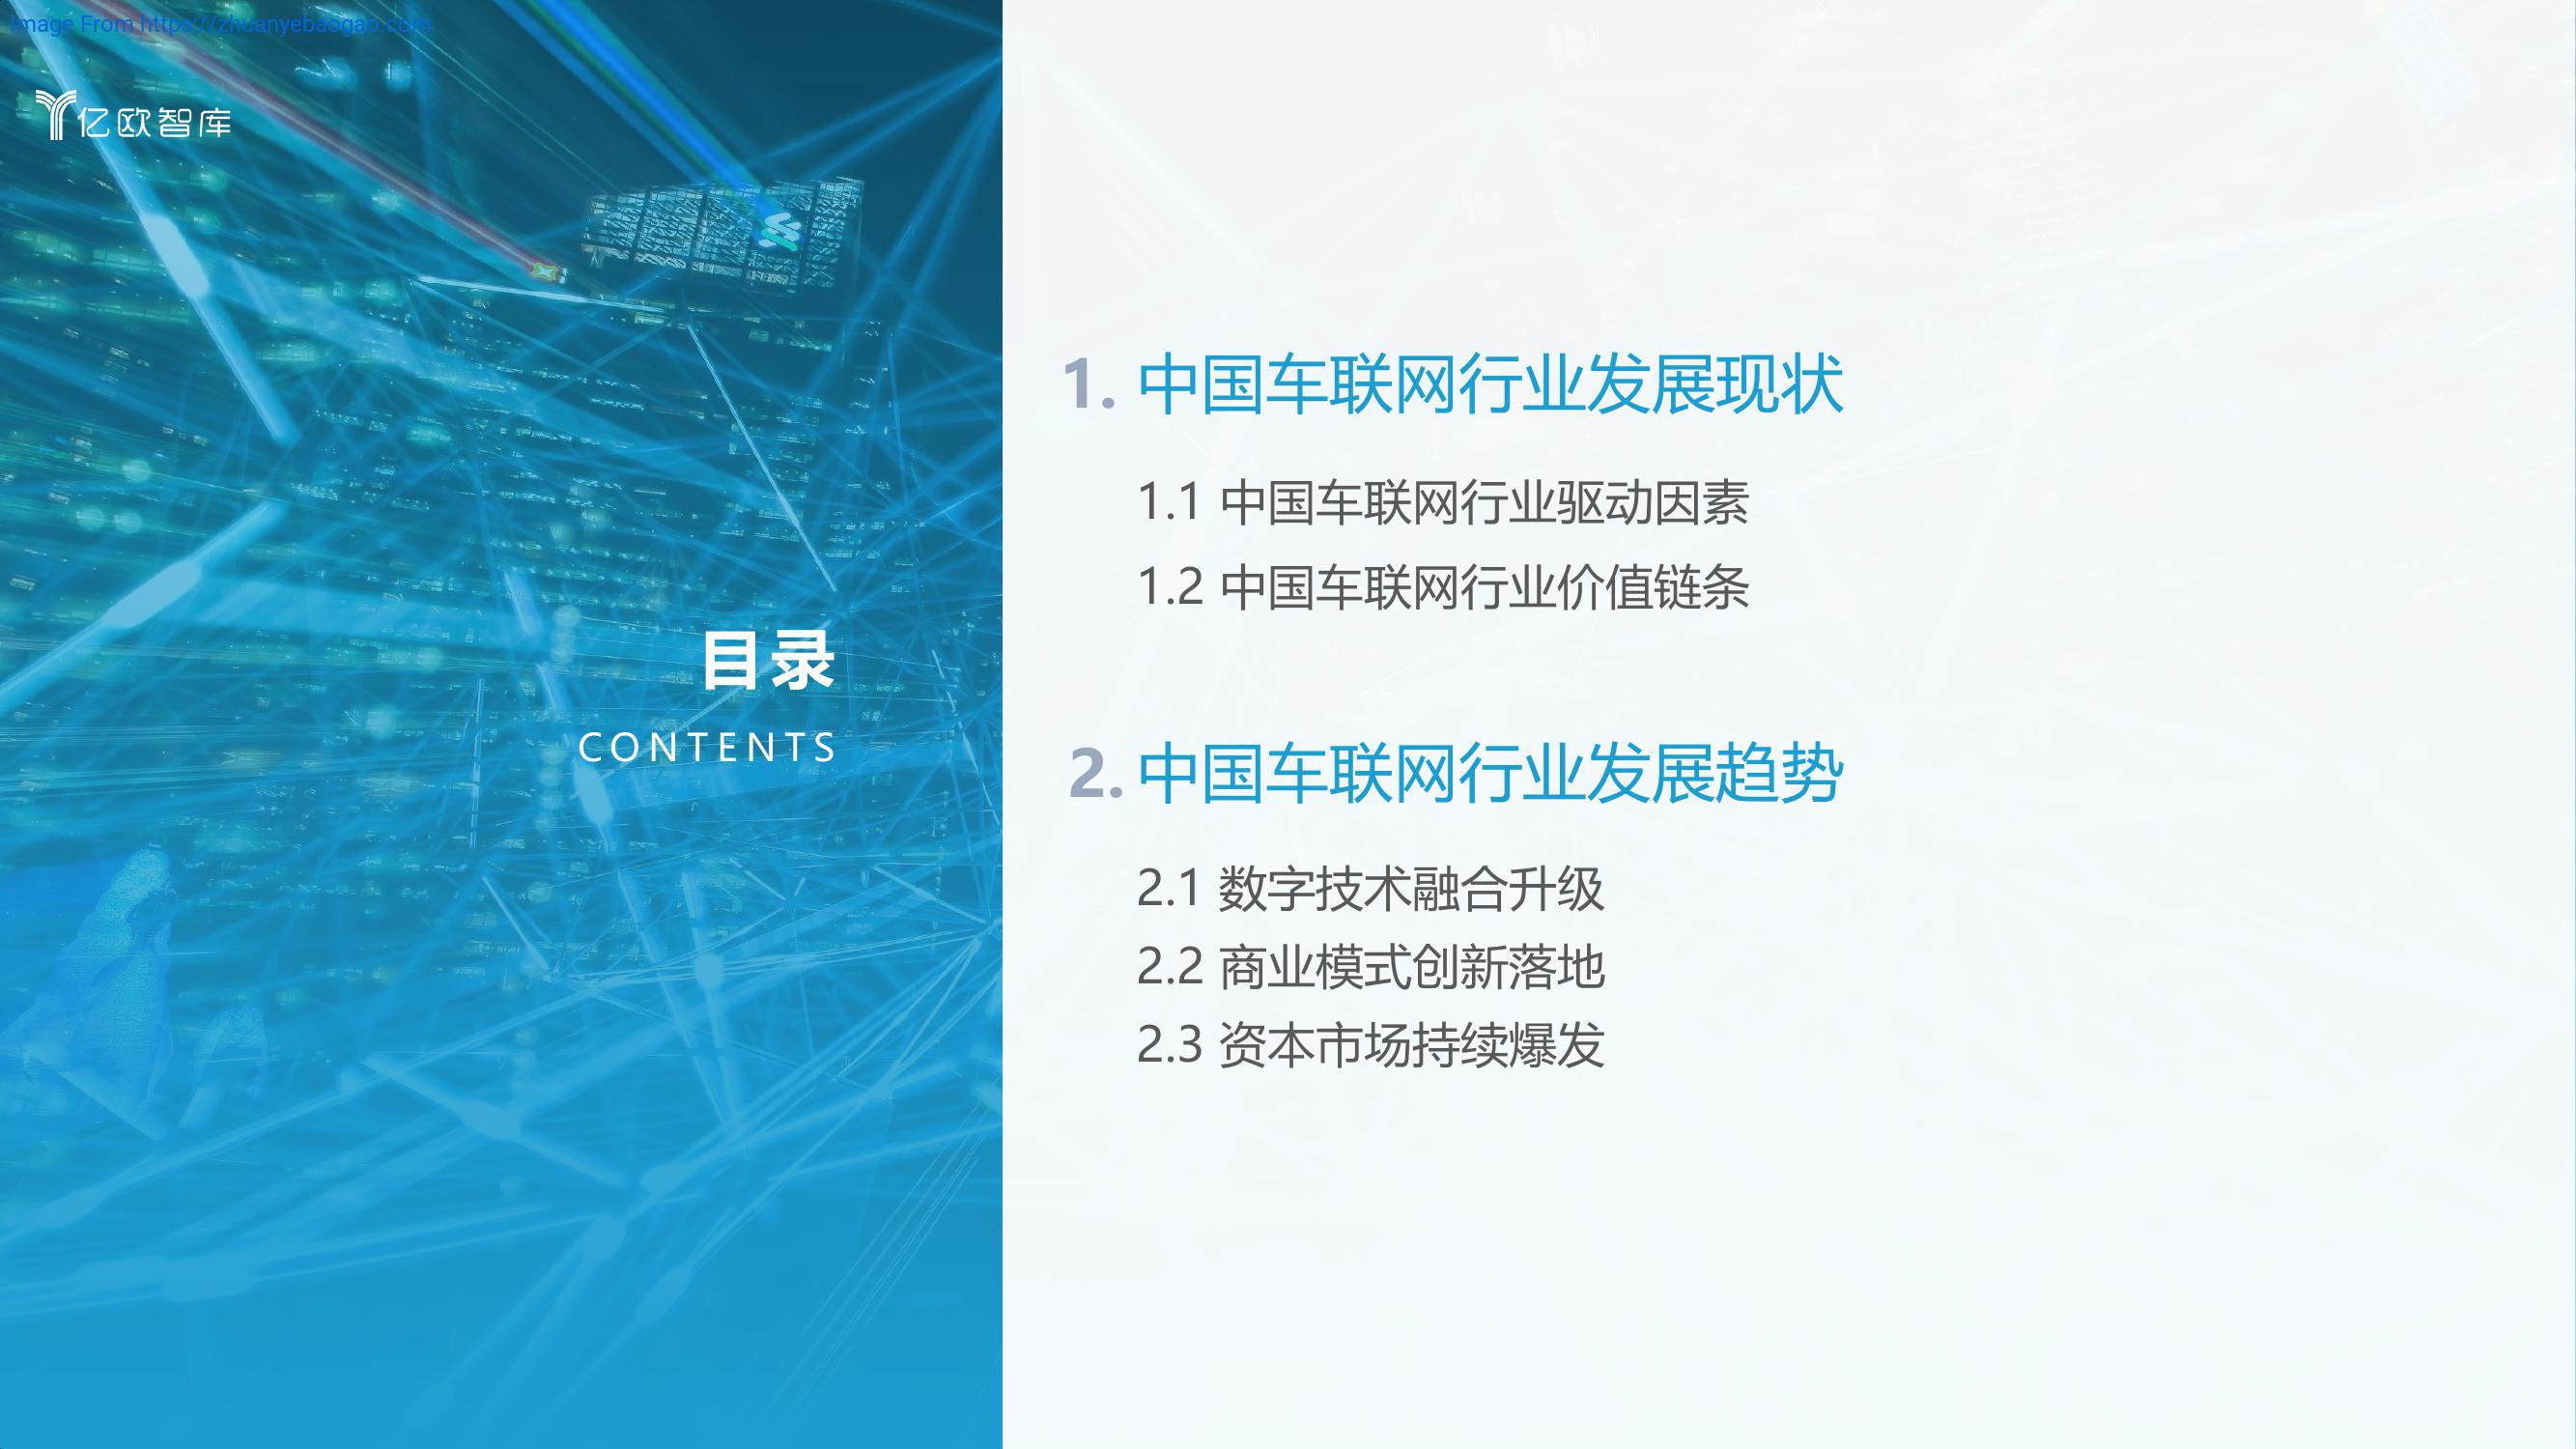 Image From https://zhuanyebaogao.com
亿欧智库
目录
CONTENTS
1. 中国车联网行业发展现状
1.1 中国车联网行业驱动因素
1.2 中国车联网行业价值链条
2. 中国车联网行业发展趋势
2.1 数字技术融合升级
2.2 商业模式创新落地
2.3 资本市场持续爆发